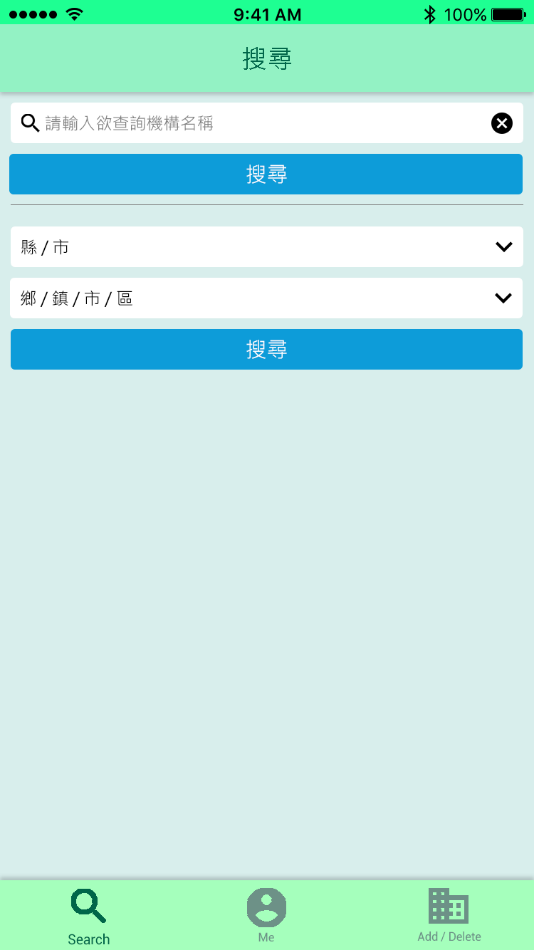 9:41 AM 100%
搜尋
請輸入欲查詢機構名稱
搜尋
縣 / 市
鄉 / 鎮 / 市 / 區
搜尋
Search Me Add / Delete